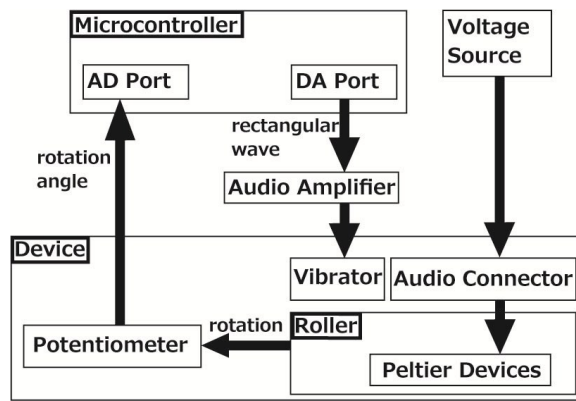 Microcontroller
Voltage
Source
AD Port
DA Port
rectangular
wave
rotation
angle
Audio Amplifier
Device
Vibrator
Audio Connector
rotation
Roller
Potentiometer
Peltier Devices